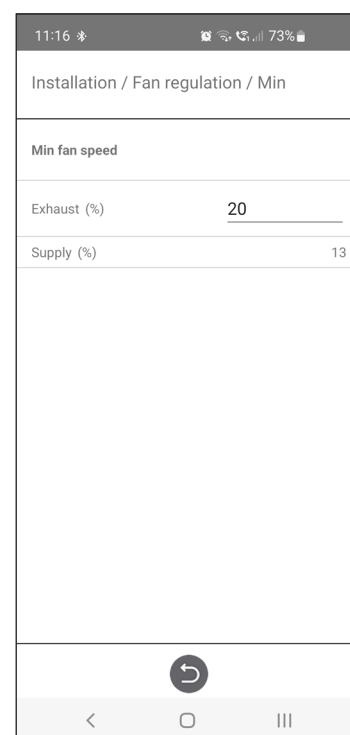 11:16 73%
Installation / Fan regulation / Min
Min fan speed
Exhaust (%) 20
Supply (%) 13